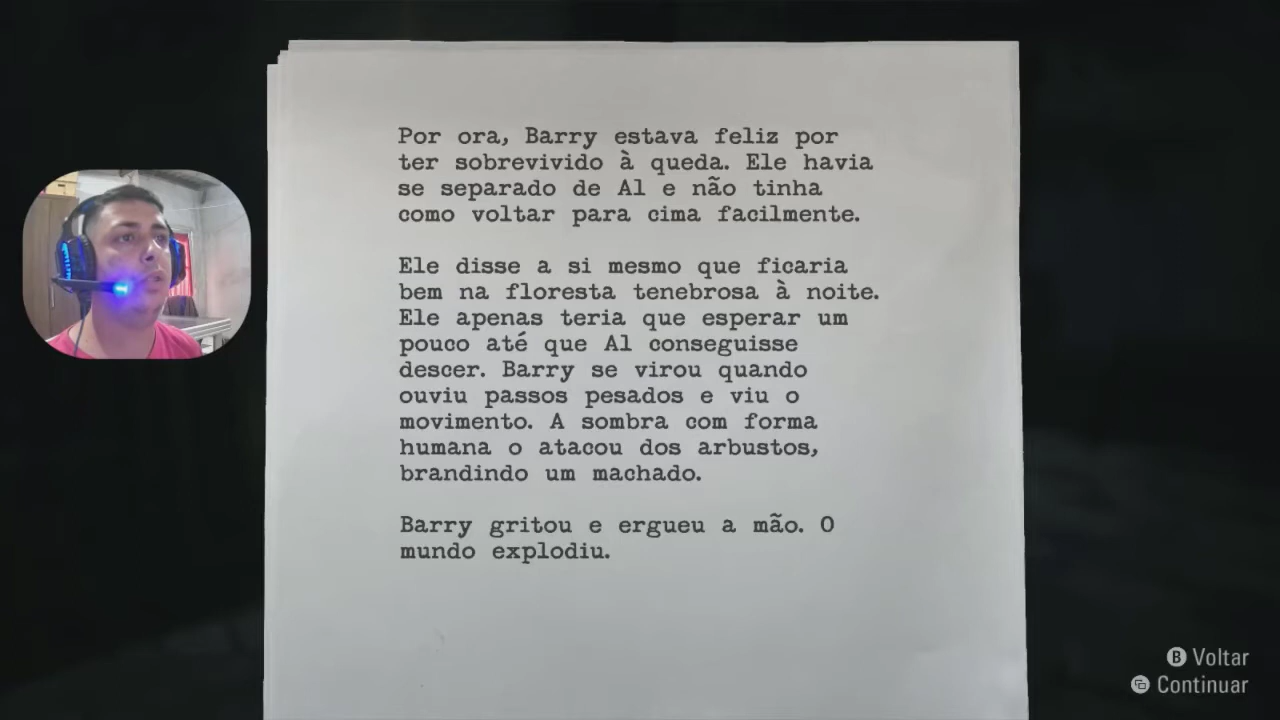 Por ora, Barry estava feliz por
ter sobrevivido à queda. Ele havia
se separado de Al e não tinha
como voltar para cima facilmente.
Ele disse a si mesmo que ficaria
bem na floresta tenebrosa à noite.
Ele apenas teria que esperar um
pouco até que Al conseguisse
descer. Barry se virou quando
ouviu passos pesados e viu o
movimento. A sombra com forma
humana o atacou dos arbustos,
brandindo um machado.
Barry gritou e ergueu a mão. O
mundo explodiu.
B Voltar
Continuar